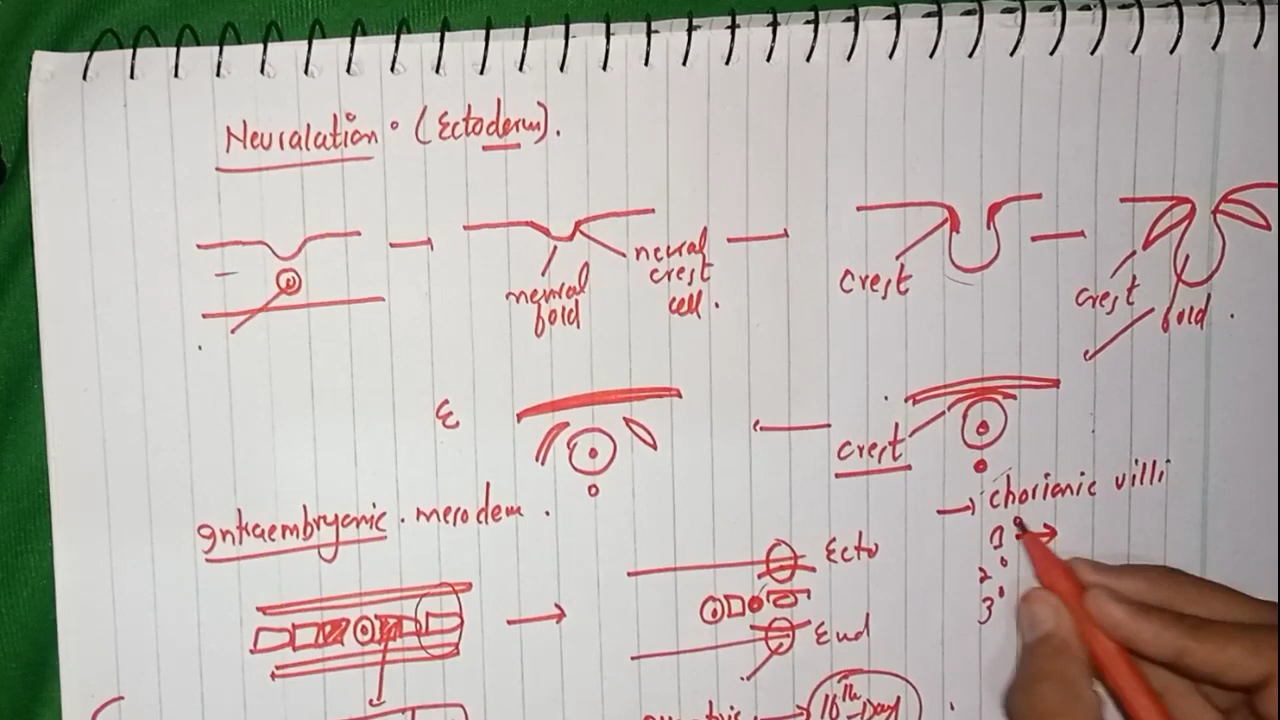 Neuralation (Ectoderm).
neural
fold
neural
crest
cell.
crest
crest
fold.
crest
intraembryonic mesoderm.
→ chorionic villi
1° →
2°
3°
Ecto
End
→ 16th Day